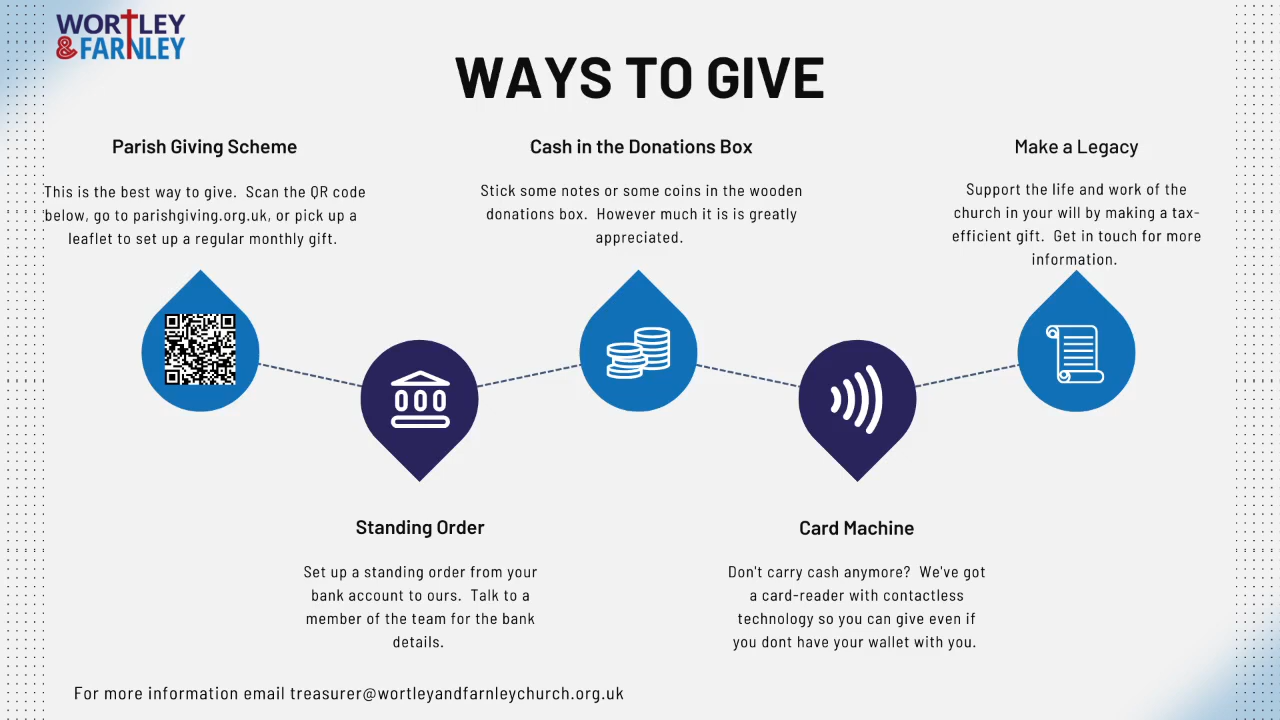 WORTLEY
&FARNLEY
WAYS TO GIVE
Parish Giving Scheme
This is the best way to give.  Scan the QR code
below, go to parishgiving.org.uk, or pick up a
leaflet to set up a regular monthly gift.
Cash in the Donations Box
Stick some notes or some coins in the wooden
donations box.  However much it is is greatly
appreciated.
Make a Legacy
Support the life and work of the
church in your will by making a tax-
efficient gift.  Get in touch for more
information.
Standing Order
Set up a standing order from your
bank account to ours.  Talk to a
member of the team for the bank
details.
Card Machine
Don't carry cash anymore?  We've got
a card-reader with contactless
technology so you can give even if
you dont have your wallet with you.
For more information email treasurer@wortleyandfarnleychurch.org.uk